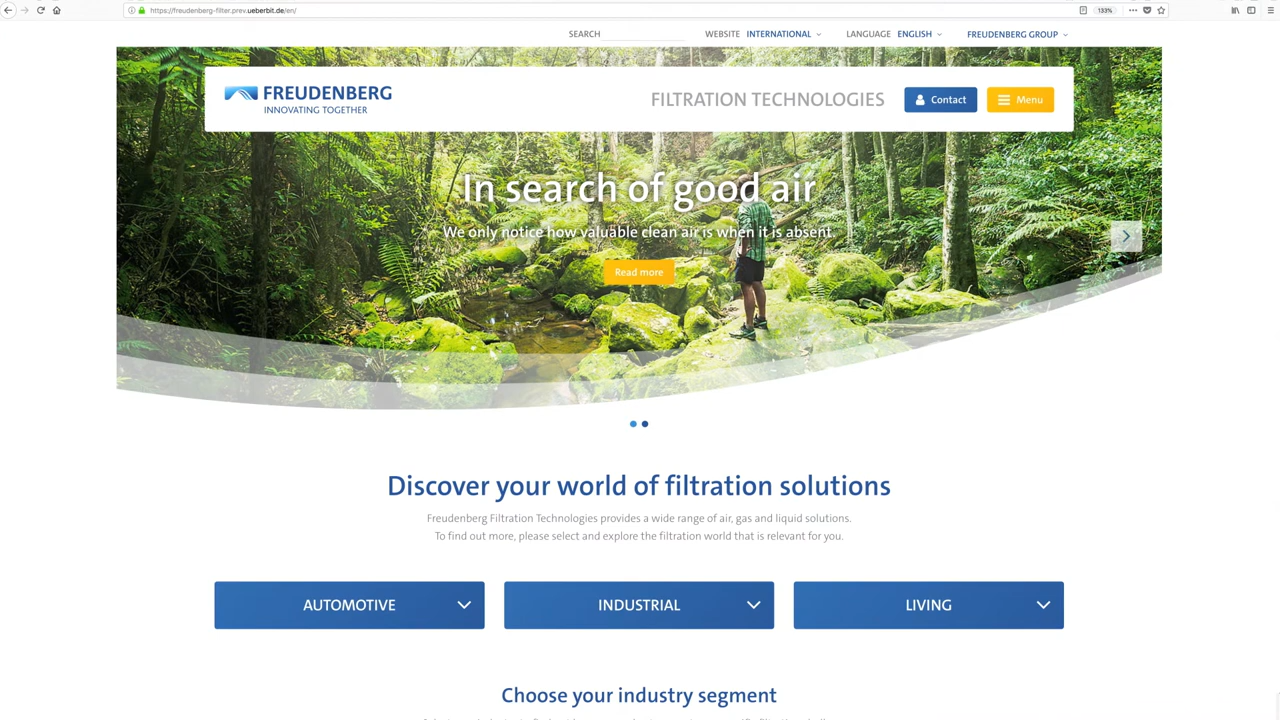 https://freudenberg-filter.prev.ueberbit.de/en/
133%
SEARCH
WEBSITE INTERNATIONAL
LANGUAGE ENGLISH
FREUDENBERG GROUP
FREUDENBERG
INNOVATING TOGETHER
FILTRATION TECHNOLOGIES
Contact
Menu
In search of good air
We only notice how valuable clean air is when it is absent.
Read more
Discover your world of filtration solutions
Freudenberg Filtration Technologies provides a wide range of air, gas and liquid solutions.
To find out more, please select and explore the filtration world that is relevant for you.
AUTOMOTIVE
INDUSTRIAL
LIVING
Choose your industry segment